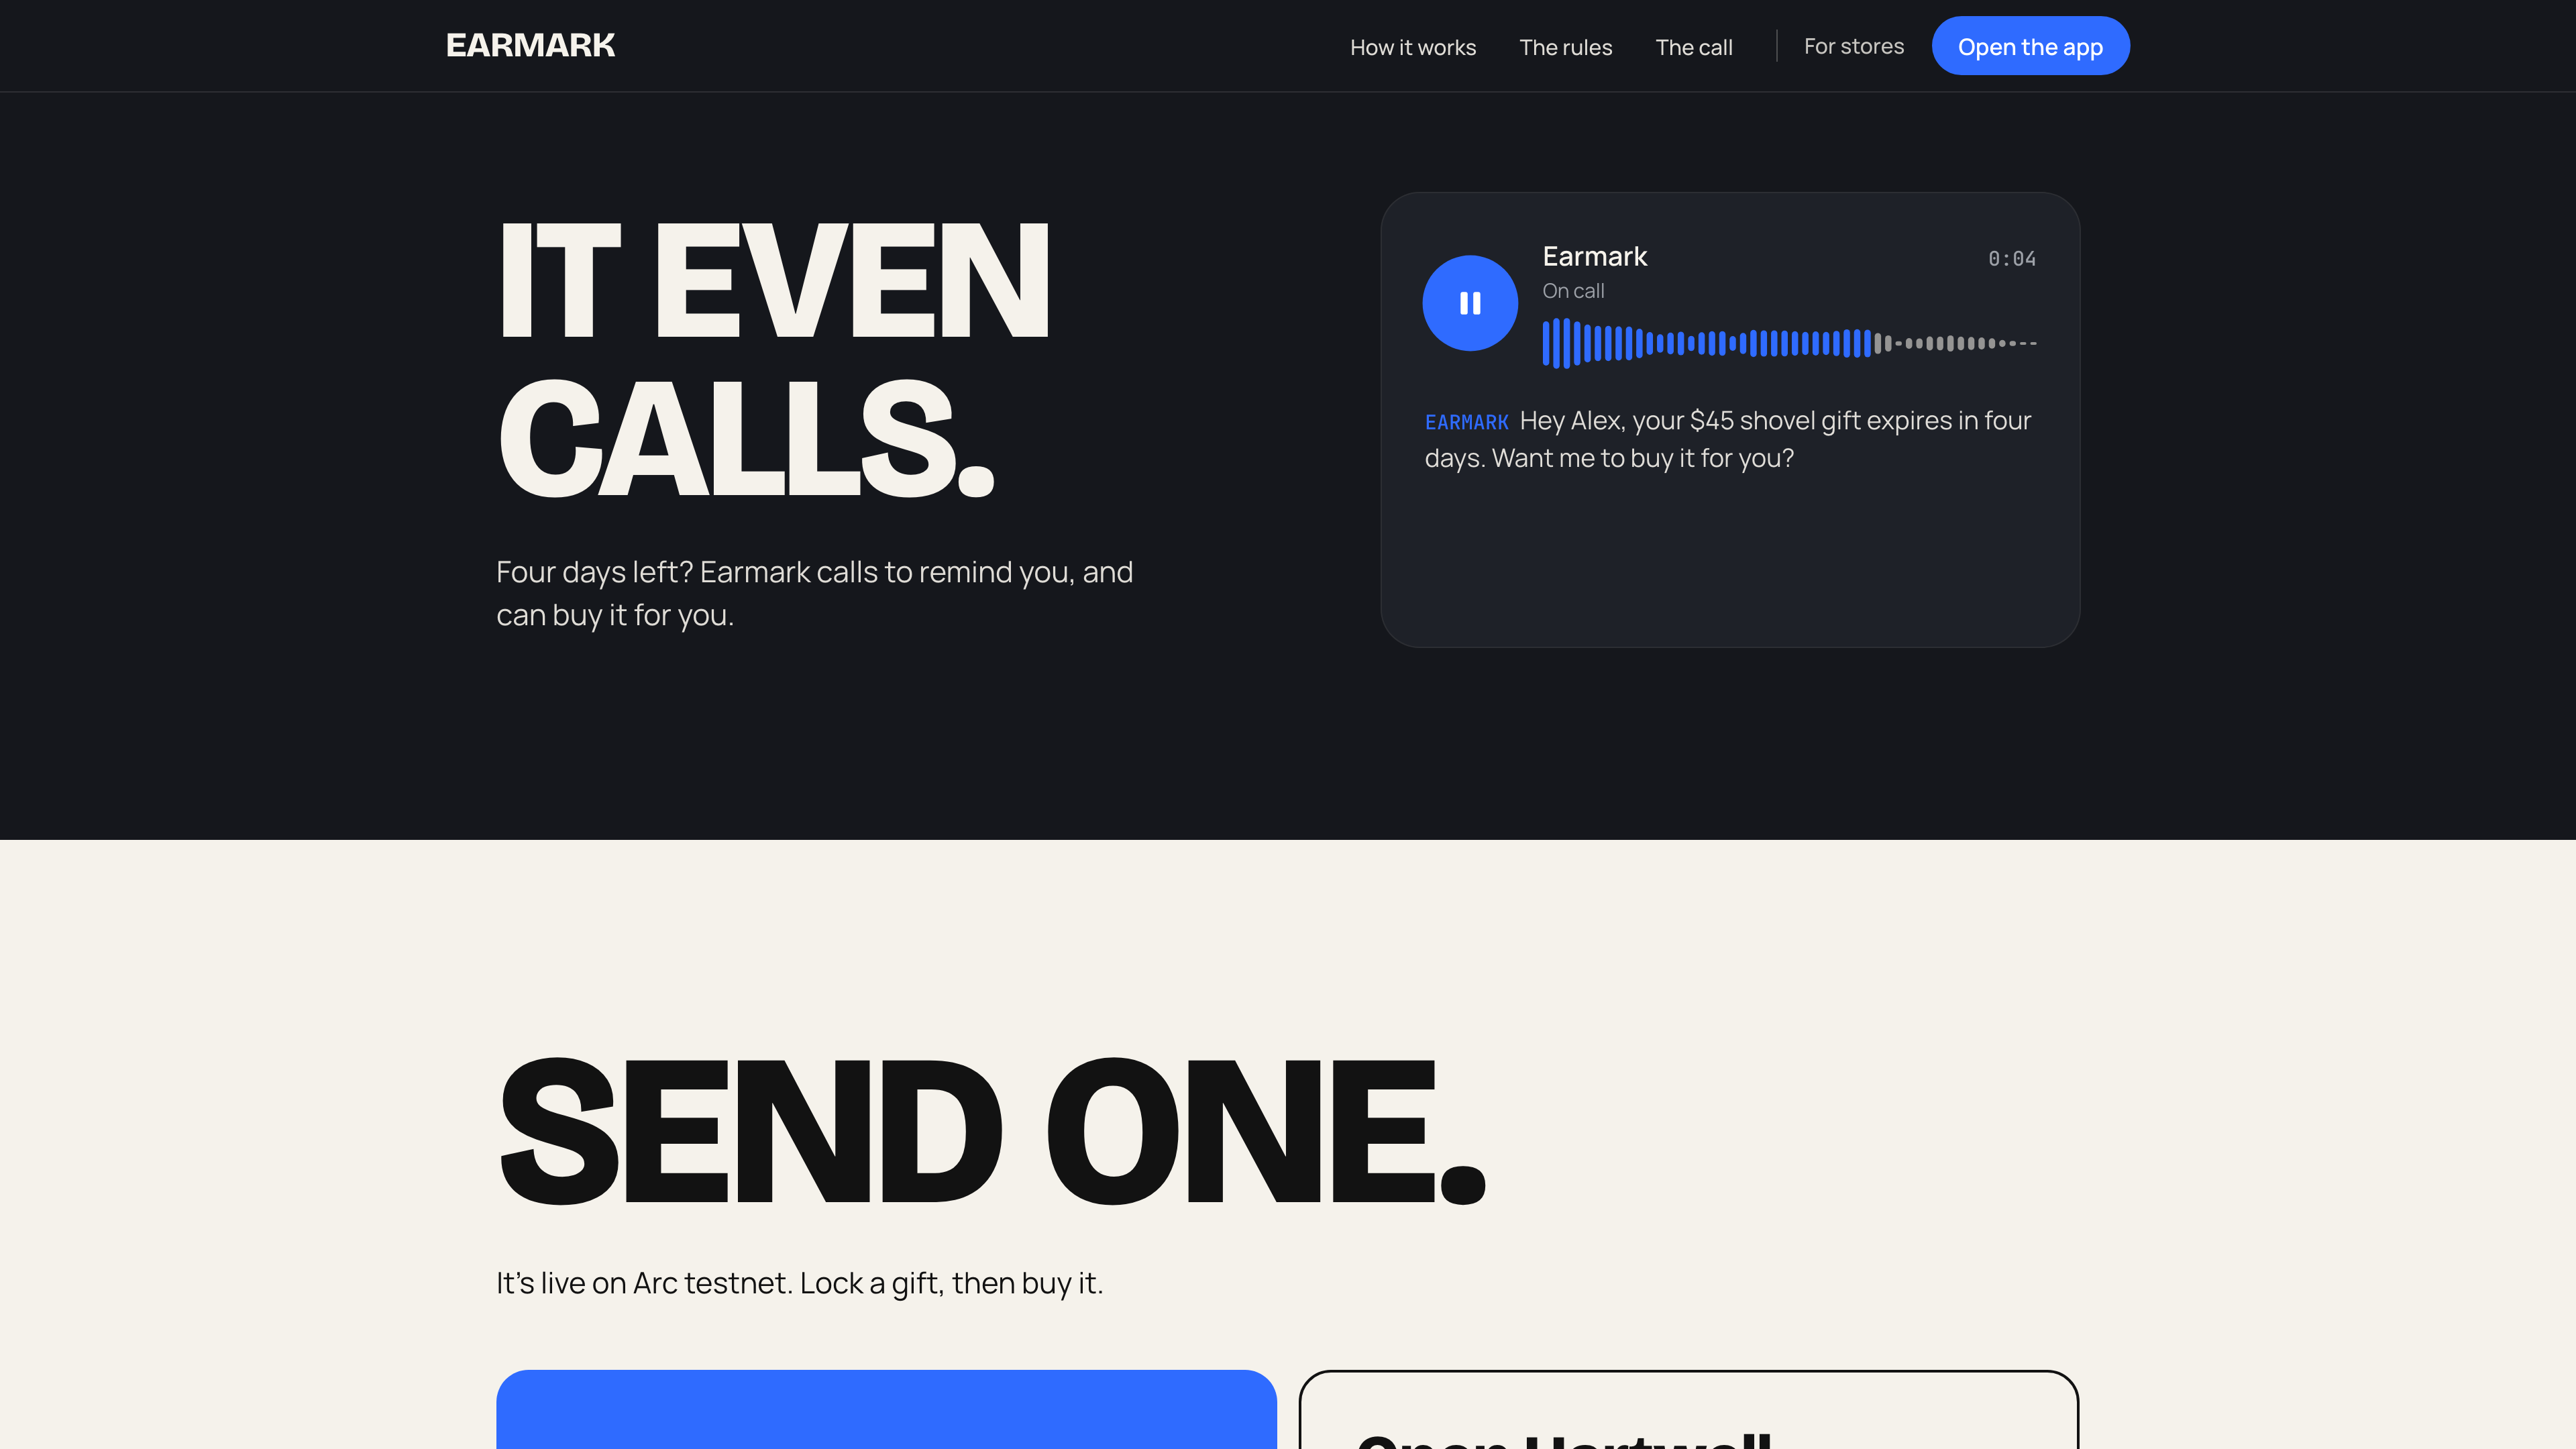 EARMARK
How it works
The rules
The call
For stores
Open the app
IT EVEN
CALLS.
Four days left? Earmark calls to remind you, and
can buy it for you.
Earmark
0:04
On call
EARMARK Hey Alex, your $45 shovel gift expires in four
days. Want me to buy it for you?
SEND ONE.
It’s live on Arc testnet. Lock a gift, then buy it.
Open Hartwell